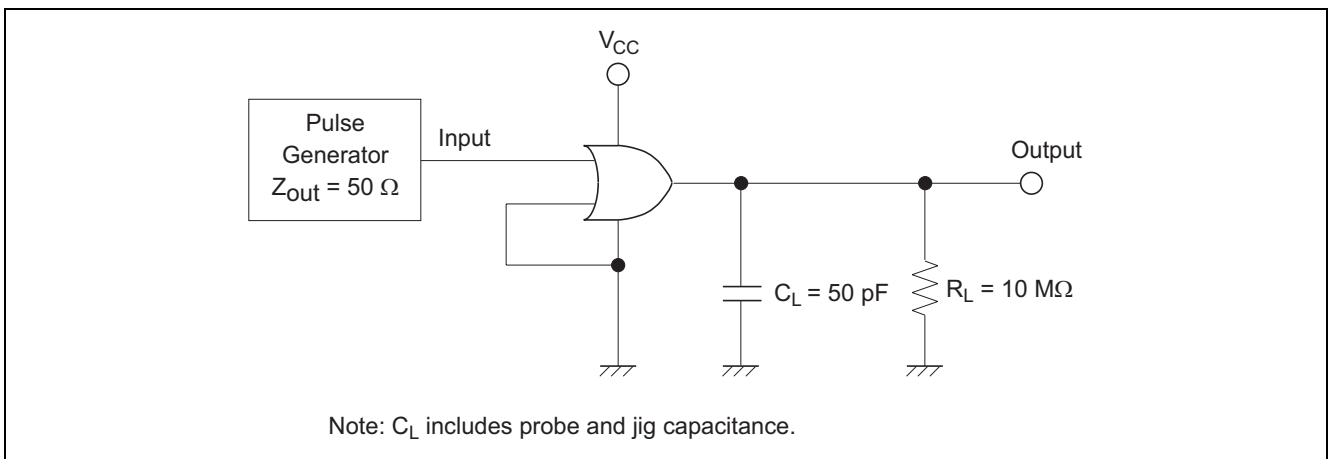 V_CC
Pulse
Generator
Z_out = 50 Ω
Input
Output
C_L = 50 pF
R_L = 10 MΩ
Note: C_L includes probe and jig capacitance.